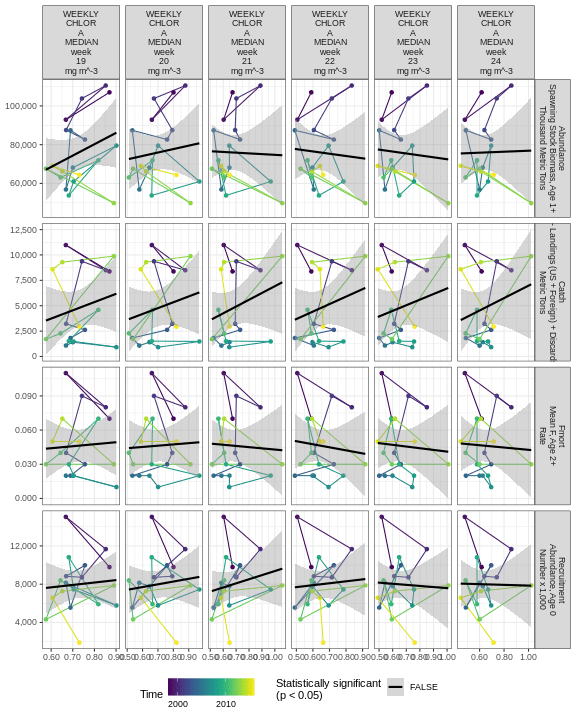 WEEKLY CHLOR A MEDIAN week 19 mg m^-3
WEEKLY CHLOR A MEDIAN week 20 mg m^-3
WEEKLY CHLOR A MEDIAN week 21 mg m^-3
WEEKLY CHLOR A MEDIAN week 22 mg m^-3
WEEKLY CHLOR A MEDIAN week 23 mg m^-3
WEEKLY CHLOR A MEDIAN week 24 mg m^-3
100,000
80,000
60,000
Abundance
Spawning Stock Biomass, Age 1+
Thousand Metric Tons
12,500
10,000
7,500
5,000
2,500
0
Catch
- Landings (US + Foreign) + Discard
Metric Tons
0.090
0.060
0.030
0.000
Fmort
Mean F, Age 2+
Rate
12,000
8,000
4,000
Recruitment
Abundance, Age 0
Number x 1,000
0.60 0.70 0.80 0.90
0.60 0.70 0.80 0.90
0.60 0.70 0.80 0.90 1.00
0.50 0.60 0.70 0.80 0.90
0.60 0.70 0.80 0.90 1.00
0.60 0.80 1.00
Time
2000 2010
Statistically significant
(p < 0.05)
FALSE